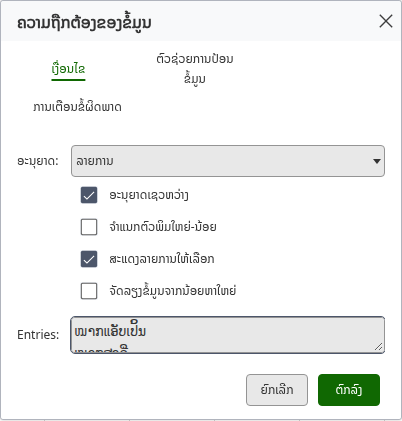 ຄວາມຖືກຕ້ອງຂອງຂໍ້ມູນ
ເງື່ອນໄຂ
ຕົວຊ່ວຍການປ້ອນ
ຂໍ້ມູນ
ການເຕືອນຂໍ້ຜິດພາດ
ອະນຸຍາດ: ລາຍການ
ອະນຸຍາດເຊວຫວ່າງ
ຈຳແນກຕົວພິມໃຫຍ່-ນ້ອຍ
ສະແດງລາຍການໃຫ້ເລືອກ
ຈັດລຽງຂໍ້ມູນຈາກນ້ອຍຫາໃຫຍ່
Entries: ໝາກແອັບເປິ້ນ
ຍົກເລີກ ຕົກລົງ